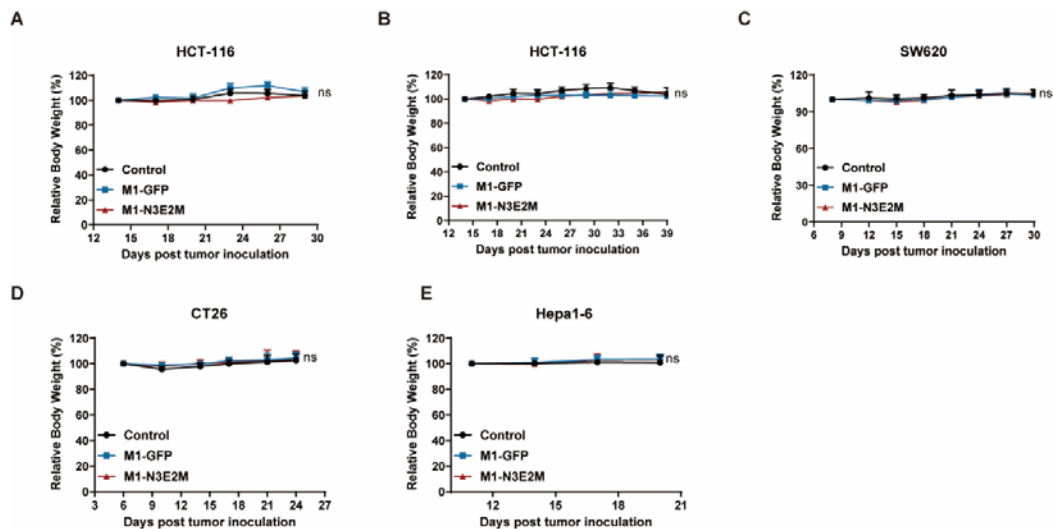 A
HCT-116
Relative Body Weight (%)
120
100
80
60
40
20
0
ns
Control
M1-GFP
M1-N3E2M
12 15 18 21 24 27 30
Days post tumor inoculation
B
HCT-116
Relative Body Weight (%)
120
100
80
60
40
20
0
ns
Control
M1-GFP
M1-N3E2M
12 15 18 21 24 27 30 33 36 39
Days post tumor inoculation
C
SW620
Relative Body Weight (%)
120
90
60
30
0
ns
Control
M1-GFP
M1-N3E2M
6 9 12 15 18 21 24 27 30
Days post tumor inoculation
D
CT26
Relative Body Weight (%)
120
100
80
60
40
20
0
ns
Control
M1-GFP
M1-N3E2M
3 6 9 12 15 18 21 24 27
Days post tumor inoculation
E
Hepa1-6
Relative Body Weight (%)
120
100
80
60
40
20
0
ns
Control
M1-GFP
M1-N3E2M
12 15 18 21
Days post tumor inoculation